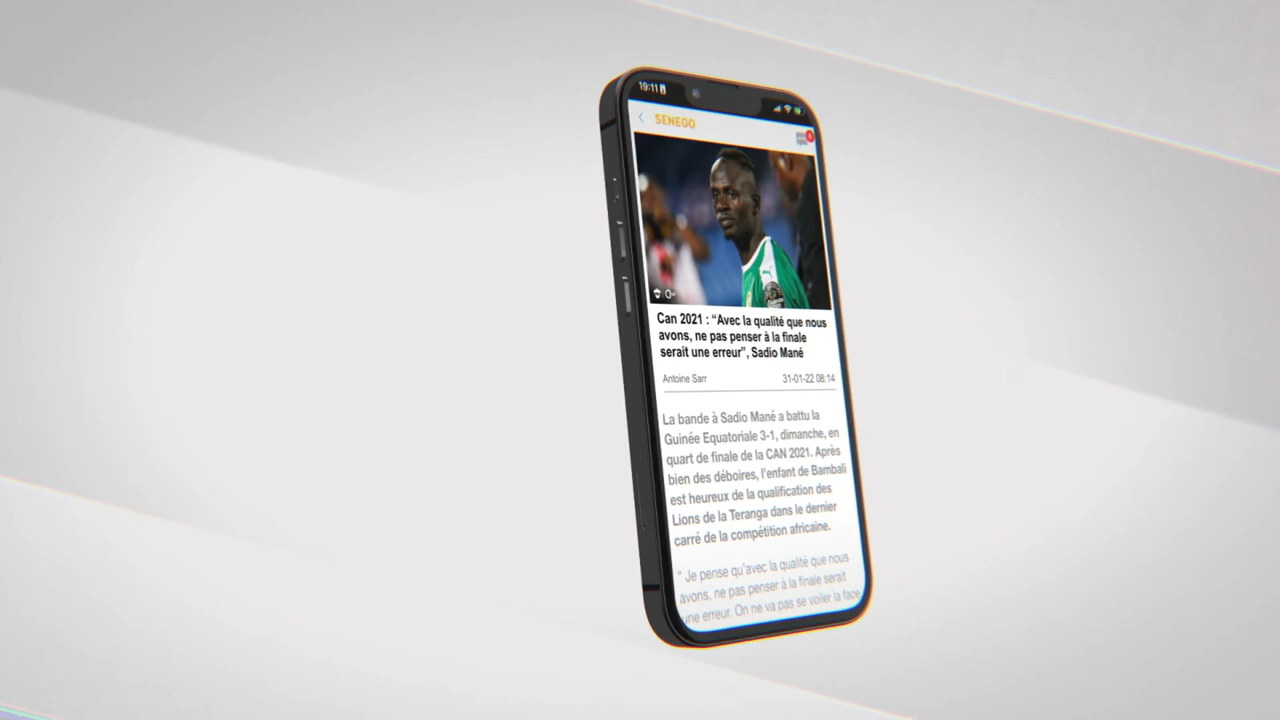 19:11
SENEGO
Can 2021 : “Avec la qualité que nous
avons, ne pas penser à la finale
serait une erreur”, Sadio Mané
Antoine Sarr 31-01-22 08:14
La bande à Sadio Mané a battu la
Guinée Equatoriale 3-1, dimanche, en
quart de finale de la CAN 2021. Après
bien des déboires, l'enfant de Bambali
est heureux de la qualification des
Lions de la Teranga dans le dernier
carré de la compétition africaine.
" Je pense qu'avec la qualité que nous
avons, ne pas penser à la finale serait
une erreur. On ne va pas se voiler la face